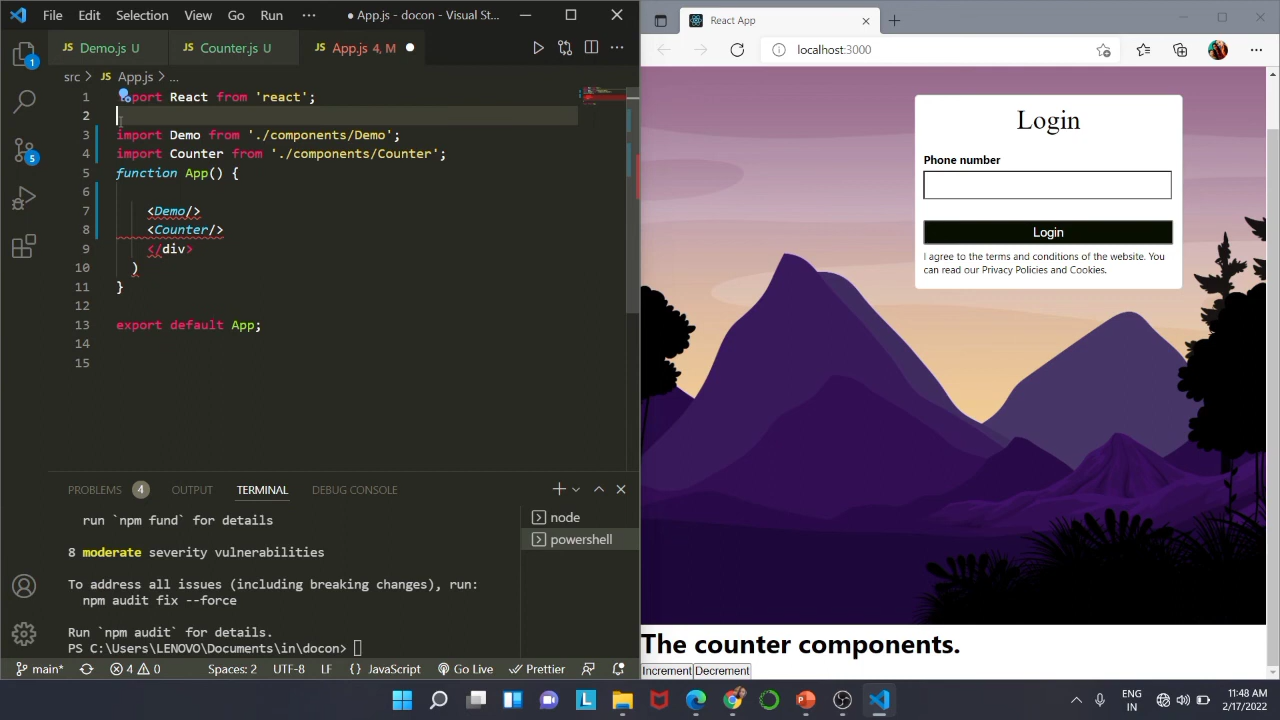 File Edit Selection View Go Run ••• ● App.js - docon - Visual St...
React App
JS Demo.js U JS Counter.js U JS App.js 4, M ●
localhost:3000
src > JS App.js > ...
1 import React from 'react';
2
3 import Demo from './components/Demo';
4 import Counter from './components/Counter';
5 function App() {
6
7 <Demo/>
8 <Counter/>
9 </div>
10 )
11 }
12
13 export default App;
14
15
Login
Phone number
Login
I agree to the terms and conditions of the website. You
can read our Privacy Policies and Cookies.
The counter components.
Increment Decrement
1
5
PROBLEMS 4 OUTPUT TERMINAL DEBUG CONSOLE
run `npm fund` for details
8 moderate severity vulnerabilities
To address all issues (including breaking changes), run:
npm audit fix --force
Run `npm audit` for details.
PS C:\Users\LENOVO\Documents\in\docon>
node
powershell
main* 4 0 Spaces: 2 UTF-8 LF {} JavaScript Go Live Prettier
ENG
IN
11:48 AM
2/17/2022